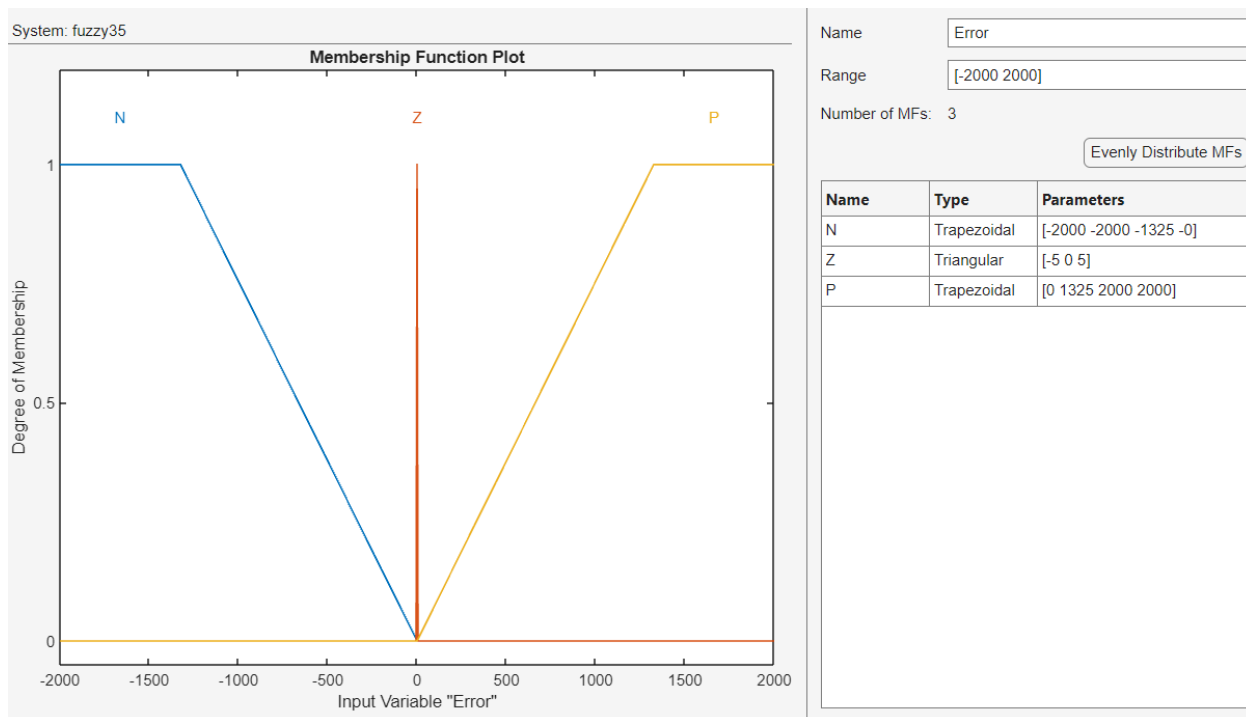 System: fuzzy35
Membership Function Plot
N
Z
P
1
0.5
0
Degree of Membership
-2000 -1500 -1000 -500 0 500 1000 1500 2000
Input Variable "Error"
Name Error
Range [-2000 2000]
Number of MFs: 3
Evenly Distribute MFs
Name Type Parameters
N Trapezoidal [-2000 -2000 -1325 -0]
Z Triangular [-5 0 5]
P Trapezoidal [0 1325 2000 2000]